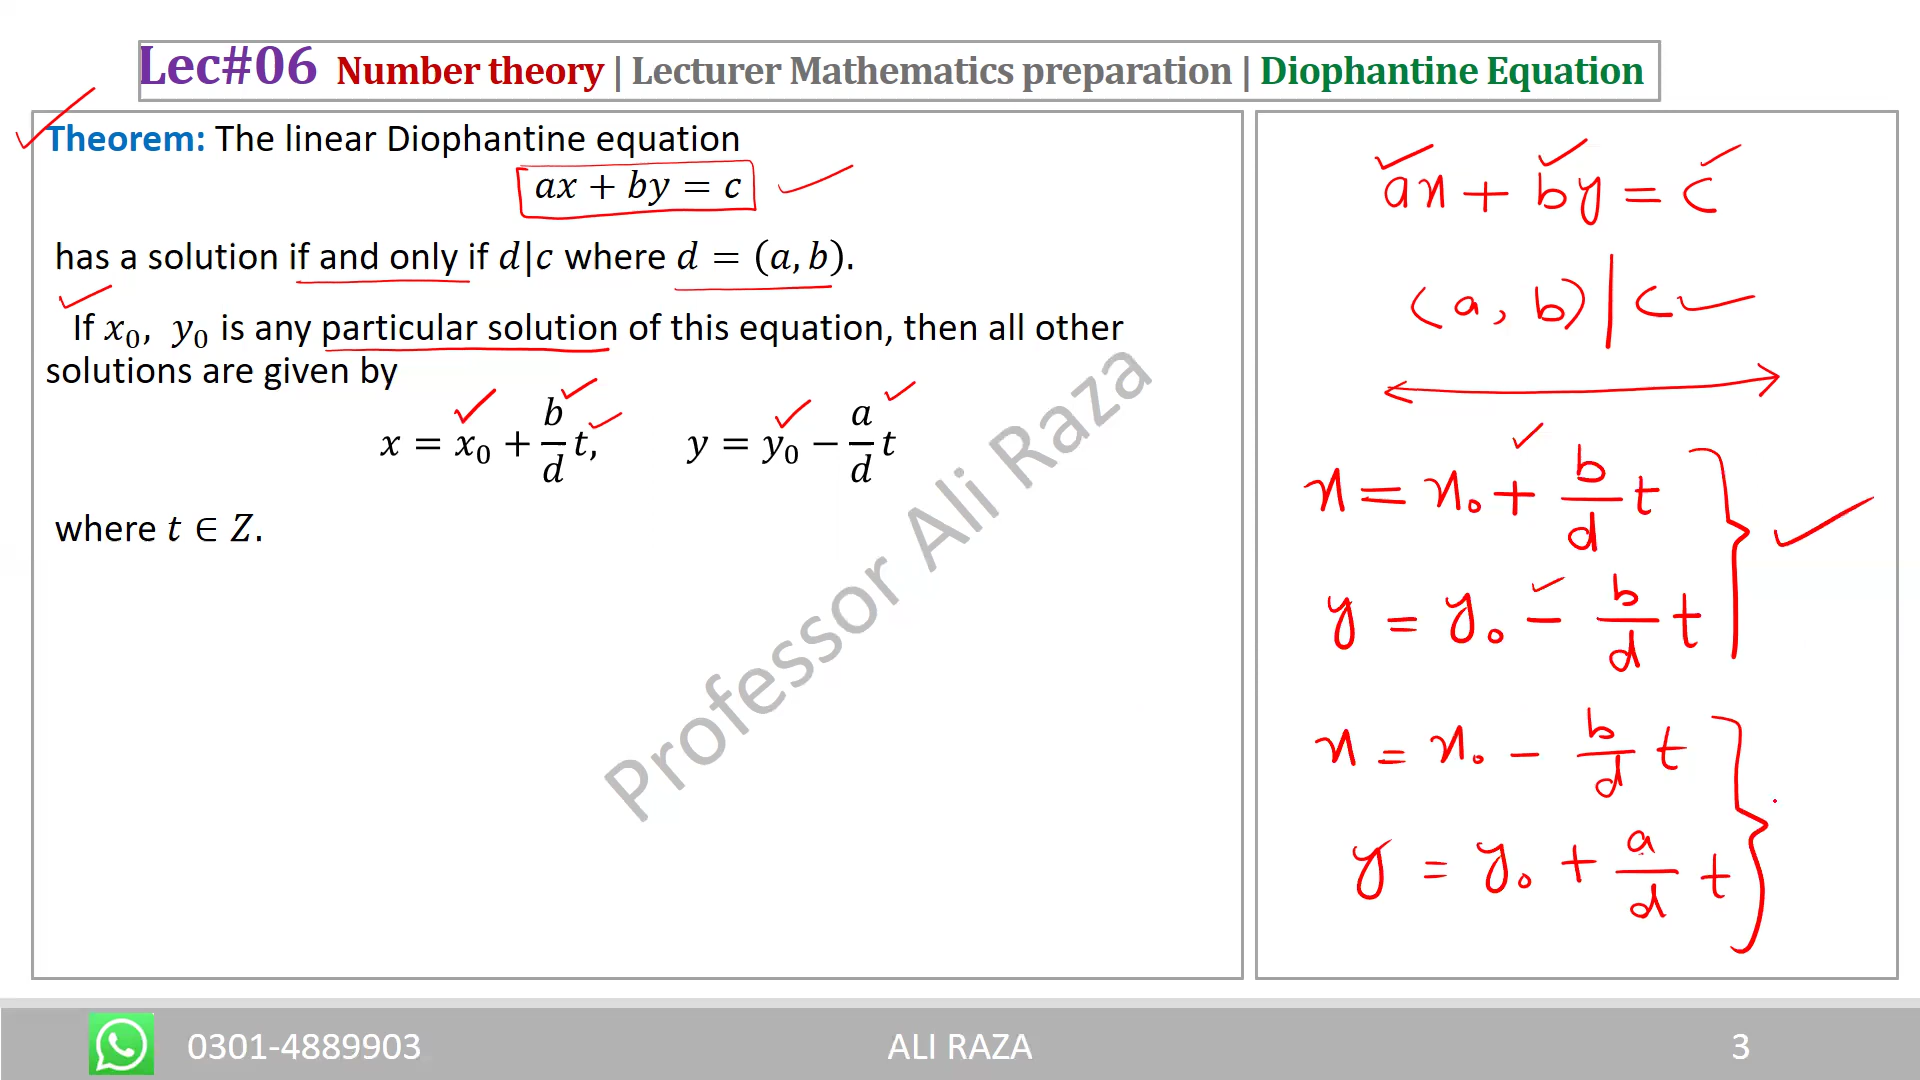 Lec#06 Number theory | Lecturer Mathematics preparation | Diophantine Equation
Theorem: The linear Diophantine equation
ax + by = c
has a solution if and only if d|c where d = (a, b).
If x₀, y₀ is any particular solution of this equation, then all other
solutions are given by
x = x₀ + b/d t, y = y₀ − a/d t
where t ∈ Z.
Professor Ali Raza
ax + by = c
(a, b) | c
x = x₀ + b/d t
y = y₀ − b/d t
x = x₀ − b/d t
y = y₀ + a/d t
0301-4889903 ALI RAZA 3